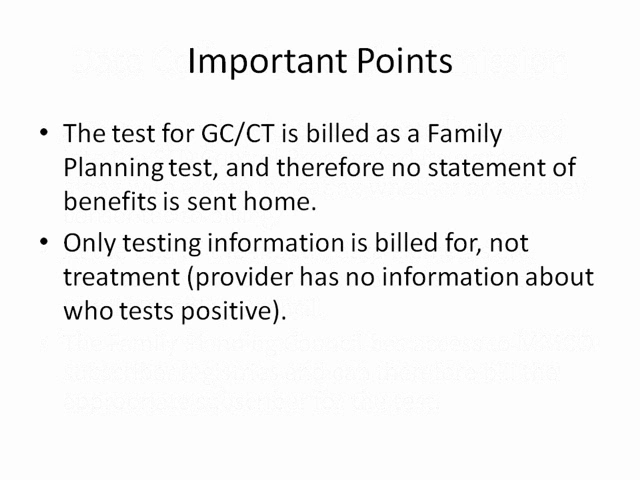 Important Points
• The test for GC/CT is billed as a Family
Planning test, and therefore no statement of
benefits is sent home.
• Only testing information is billed for, not
treatment (provider has no information about
who tests positive).